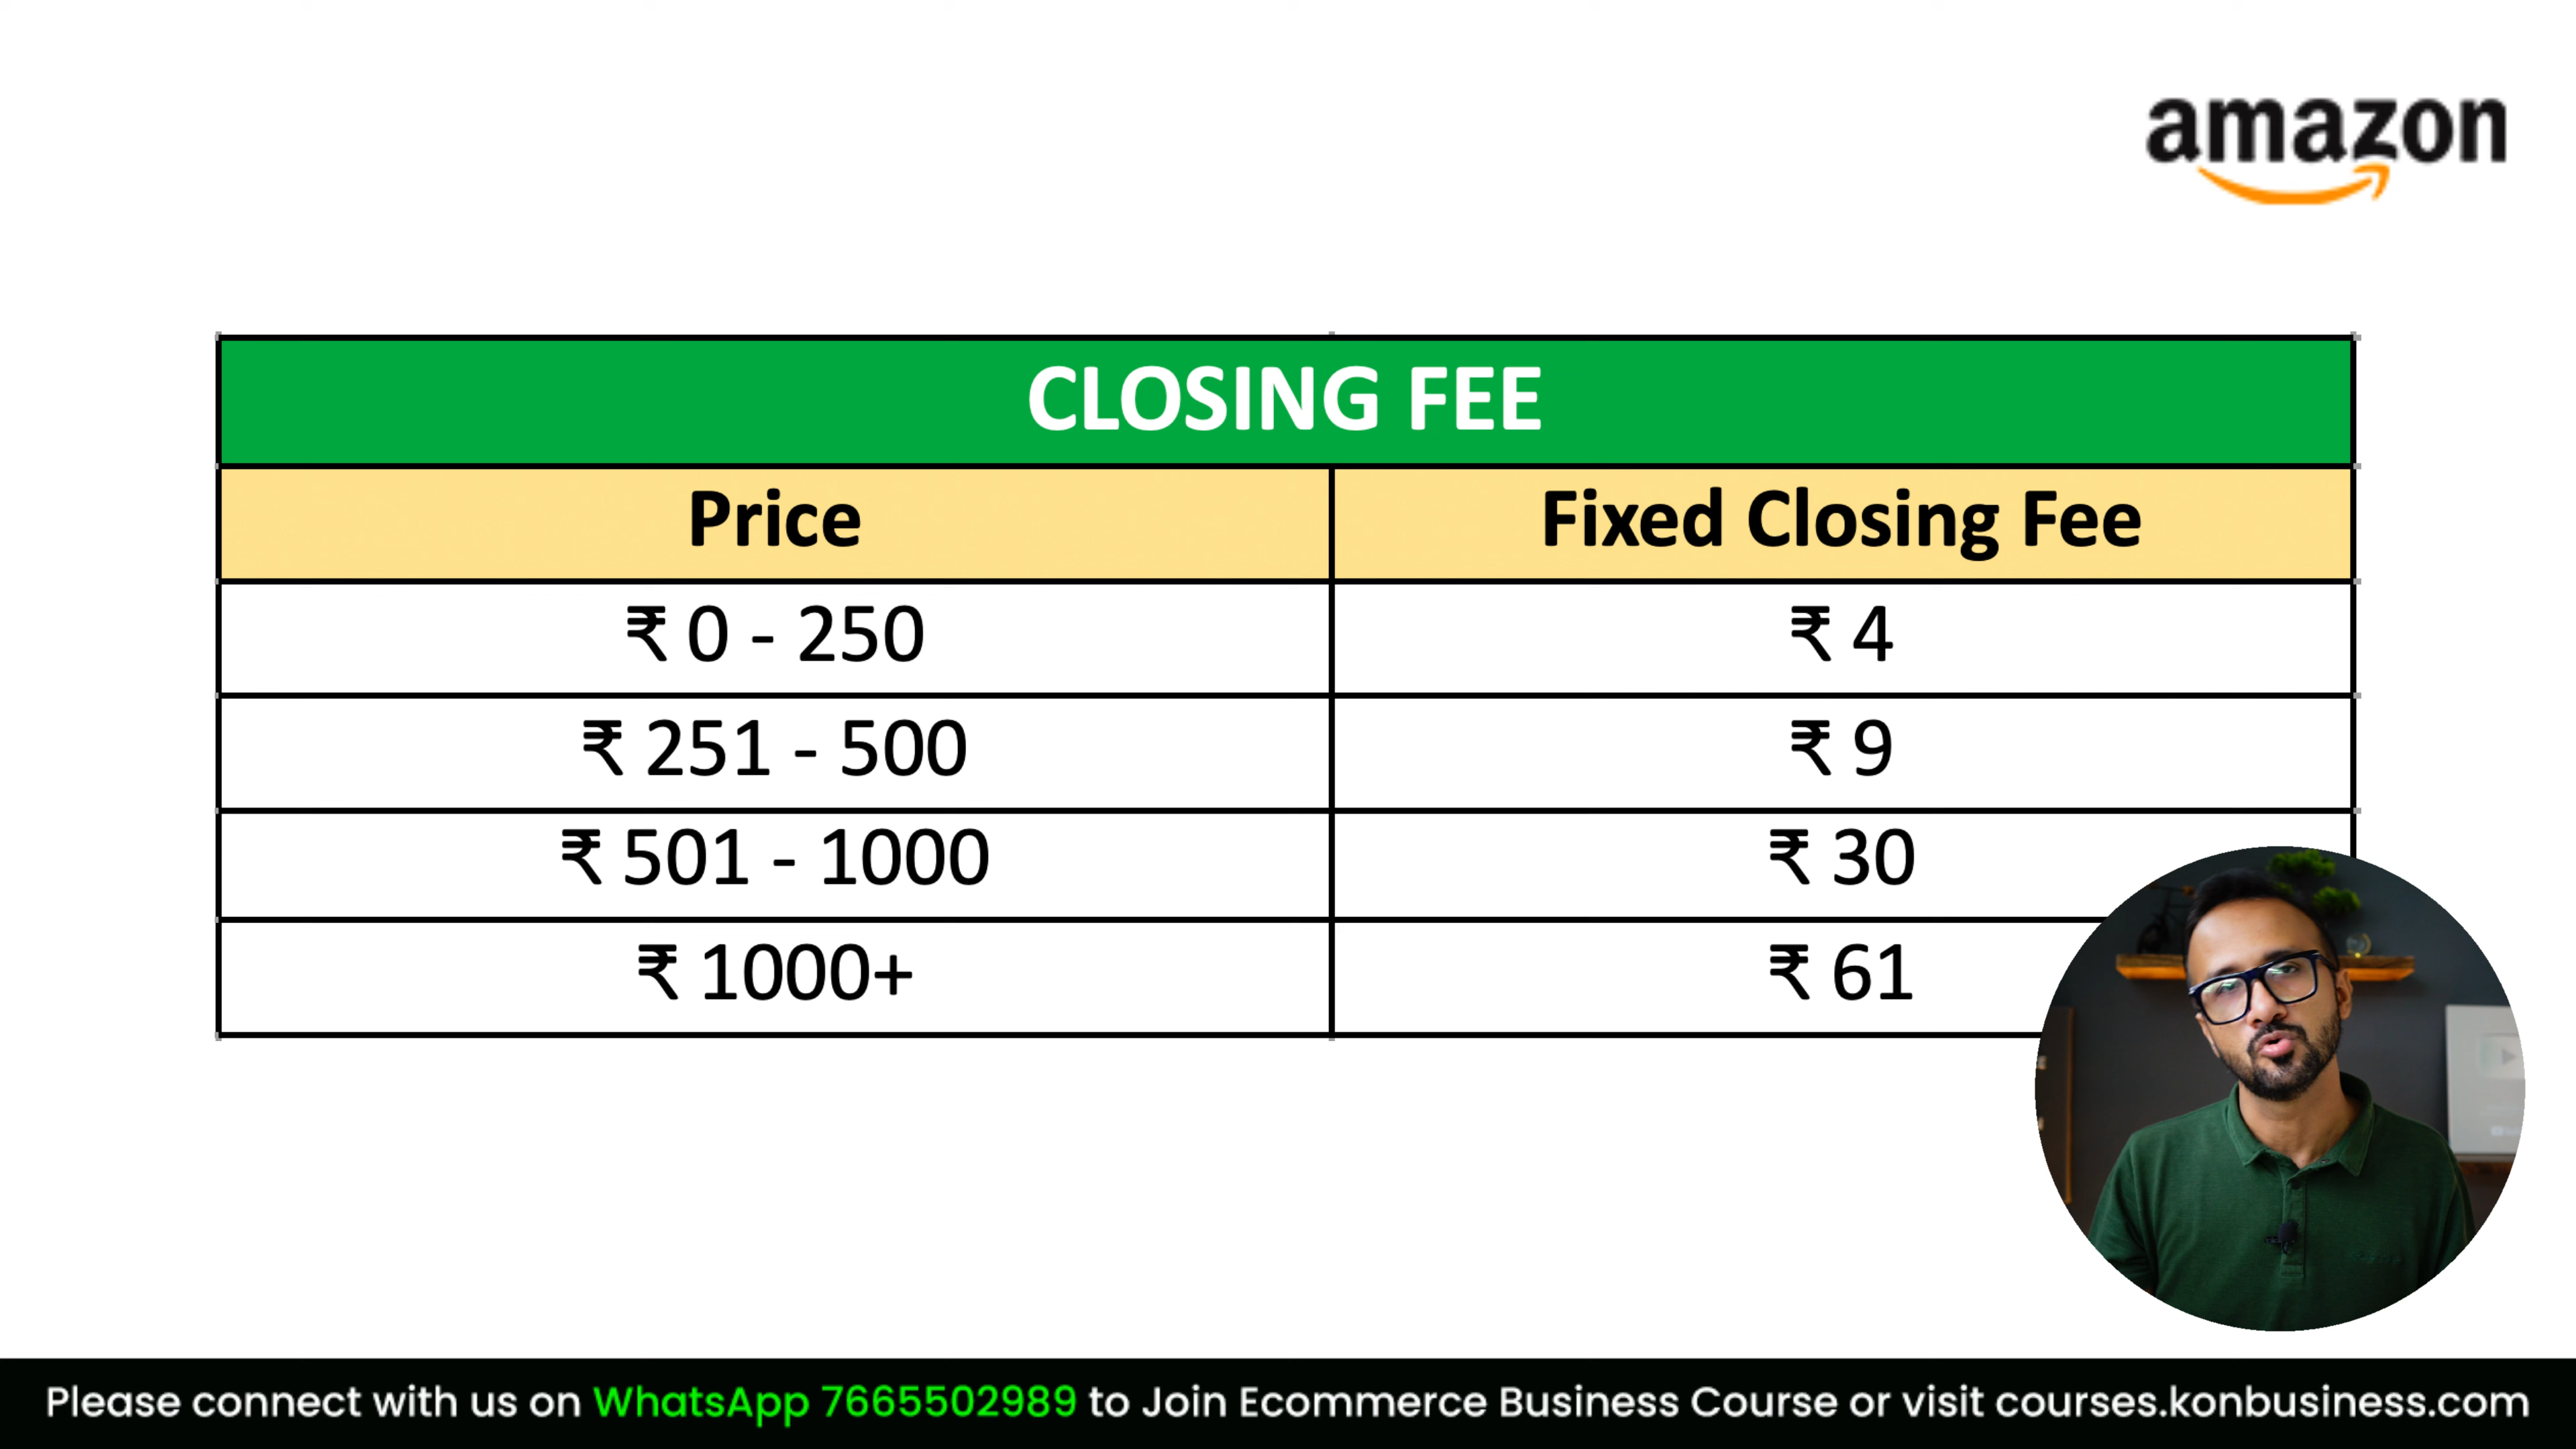 amazon
CLOSING FEE
Price Fixed Closing Fee
₹ 0 - 250 ₹ 4
₹ 251 - 500 ₹ 9
₹ 501 - 1000 ₹ 30
₹ 1000+ ₹ 61
Please connect with us on WhatsApp 7665502989 to Join Ecommerce Business Course or visit courses.konbusiness.com